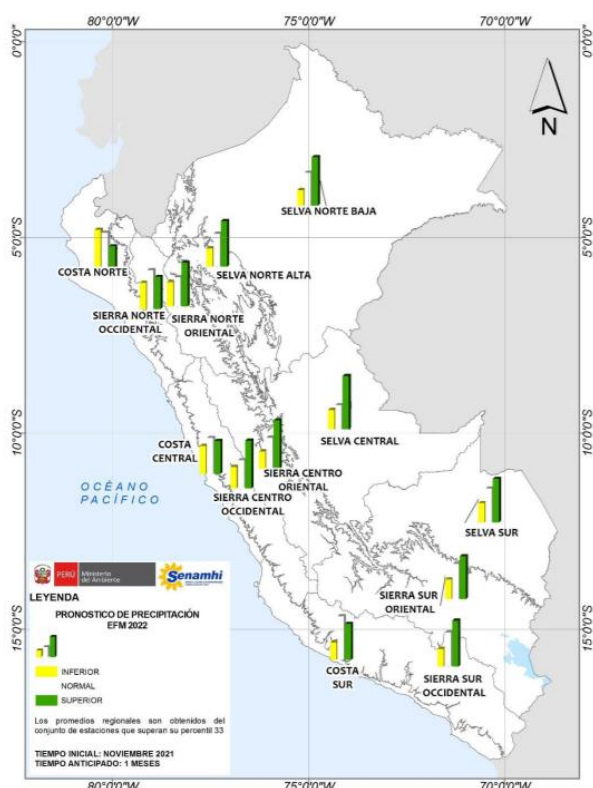 80°0'0"W 75°0'0"W 70°0'0"W
0°0'0" 0°0'0"
N
SELVA NORTE BAJA
5°0'0"S 5°0'0"S
COSTA NORTE
SELVA NORTE ALTA
SIERRA NORTE
OCCIDENTAL
SIERRA NORTE
ORIENTAL
10°0'0"S 10°0'0"S
SELVA CENTRAL
COSTA
CENTRAL
SIERRA CENTRO
ORIENTAL
SIERRA CENTRO
OCCIDENTAL
OCÉANO
PACÍFICO
SELVA SUR
SIERRA SUR
ORIENTAL
15°0'0"S 15°0'0"S
COSTA
SUR
SIERRA SUR
OCCIDENTAL
PERÚ
Ministerio
del Ambiente
Senamhi
LEYENDA
PRONOSTICO DE PRECIPITACIÓN
EFM 2022
INFERIOR
NORMAL
SUPERIOR
Los promedios regionales son obtenidos del
conjunto de estaciones que superan su percentil 33
TIEMPO INICIAL: NOVIEMBRE 2021
TIEMPO ANTICIPADO: 1 MESES
80°0'0"W 75°0'0"W 70°0'0"W